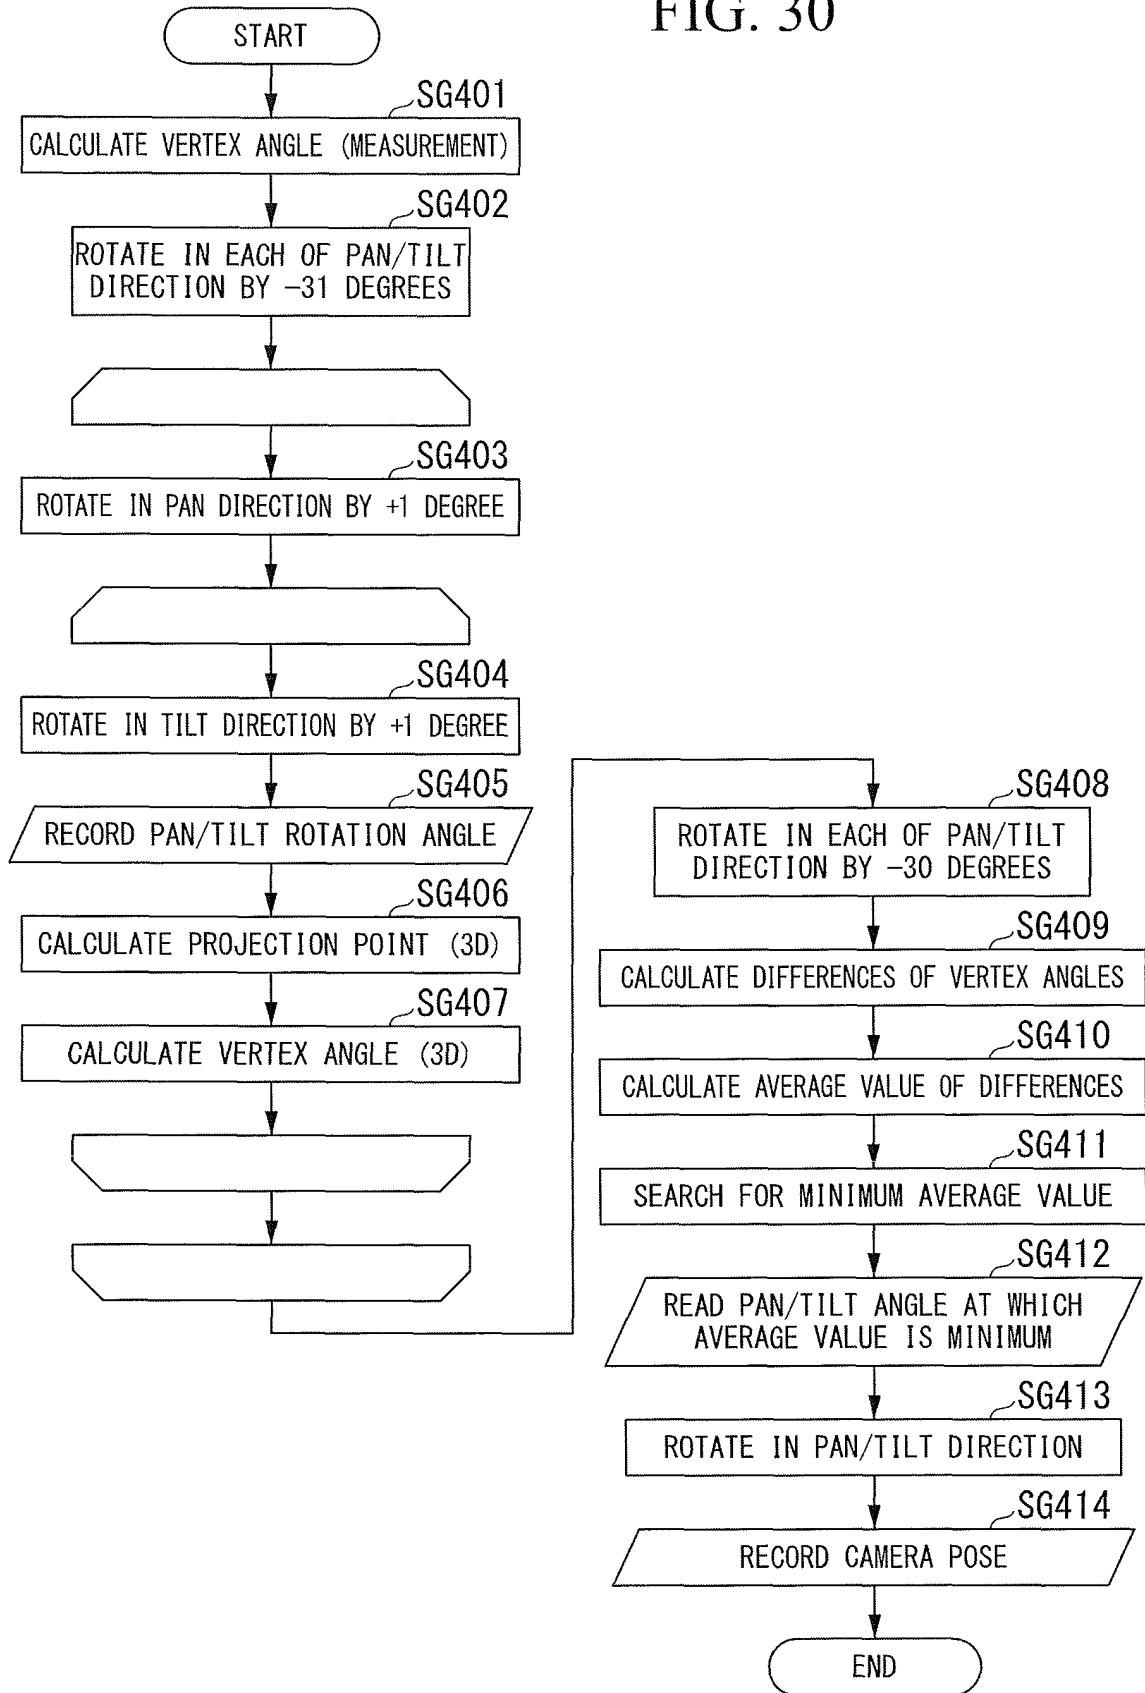 FIG. 30
START
SG401
CALCULATE VERTEX ANGLE (MEASUREMENT)
SG402
ROTATE IN EACH OF PAN/TILT
DIRECTION BY −31 DEGREES
SG403
ROTATE IN PAN DIRECTION BY +1 DEGREE
SG404
ROTATE IN TILT DIRECTION BY +1 DEGREE
SG405
RECORD PAN/TILT ROTATION ANGLE
SG406
CALCULATE PROJECTION POINT (3D)
SG407
CALCULATE VERTEX ANGLE (3D)
SG408
ROTATE IN EACH OF PAN/TILT
DIRECTION BY −30 DEGREES
SG409
CALCULATE DIFFERENCES OF VERTEX ANGLES
SG410
CALCULATE AVERAGE VALUE OF DIFFERENCES
SG411
SEARCH FOR MINIMUM AVERAGE VALUE
SG412
READ PAN/TILT ANGLE AT WHICH
AVERAGE VALUE IS MINIMUM
SG413
ROTATE IN PAN/TILT DIRECTION
SG414
RECORD CAMERA POSE
END